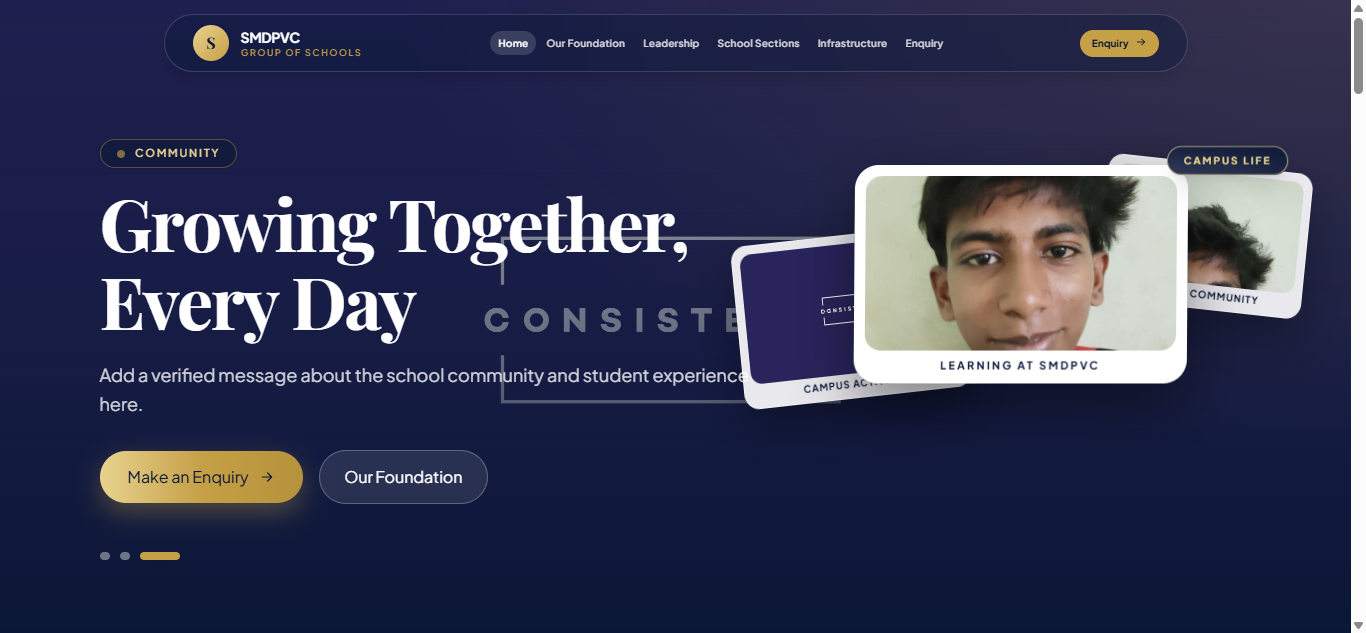 S
SMDPVC
GROUP OF SCHOOLS
Home
Our Foundation
Leadership
School Sections
Infrastructure
Enquiry
Enquiry →
COMMUNITY
Growing Together,
Every Day
CONSISTE
Add a verified message about the school community and student experience
here.
Make an Enquiry →
Our Foundation
CAMPUS LIFE
COMMUNITY
LEARNING AT SMDPVC
CAMPUS